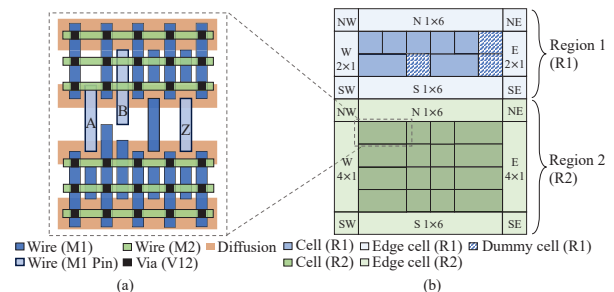 A
B
Z
NW
N 1×6
NE
W
2×1
E
2×1
SW
S 1×6
SE
NW
N 1×6
NE
W
4×1
E
4×1
SW
S 1×6
SE
Region 1
(R1)
Region 2
(R2)
Wire (M1) Wire (M2) Diffusion
Wire (M1 Pin) Via (V12)
Cell (R1) Edge cell (R1) Dummy cell (R1)
Cell (R2) Edge cell (R2)
(a)
(b)